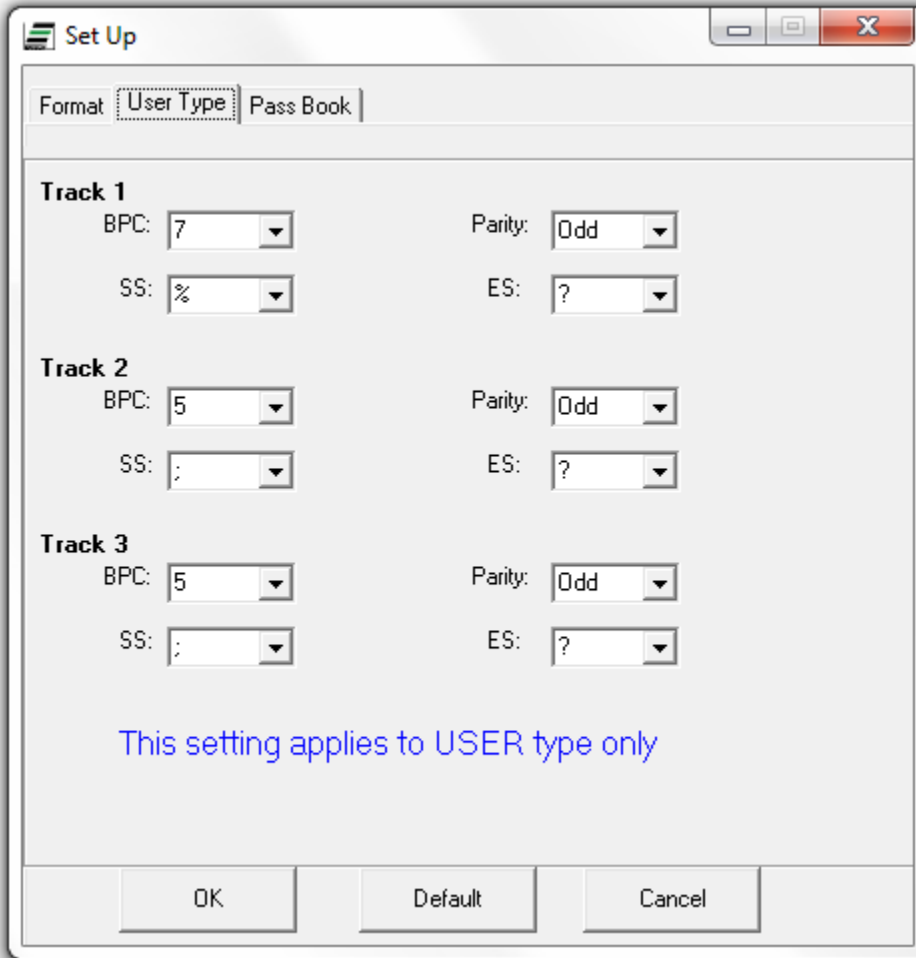 Set Up
Format User Type Pass Book
Track 1
BPC: 7 Parity: Odd
SS: % ES: ?
Track 2
BPC: 5 Parity: Odd
SS: ; ES: ?
Track 3
BPC: 5 Parity: Odd
SS: ; ES: ?
This setting applies to USER type only
OK Default Cancel